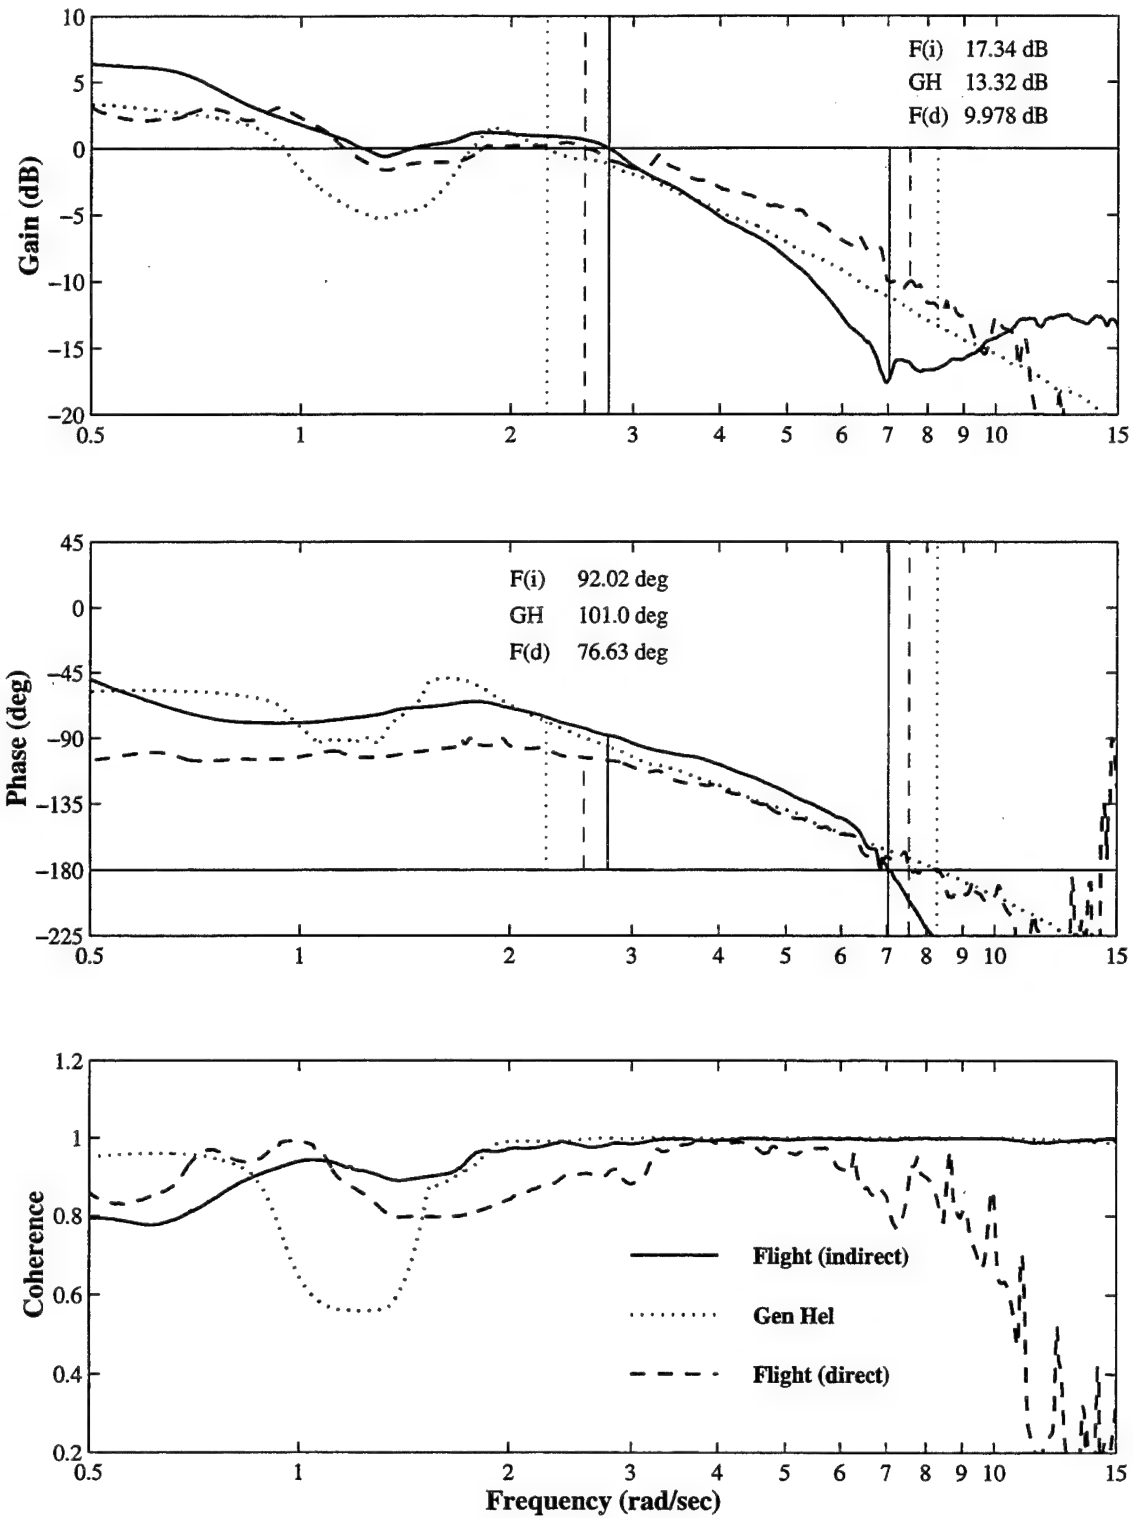 10
5
0
−5
−10
−15
−20
Gain (dB)
F(i) 17.34 dB
GH 13.32 dB
F(d) 9.978 dB
0.5 1 2 3 4 5 6 7 8 9 10 15
45
0
−45
−90
−135
−180
−225
Phase (deg)
F(i) 92.02 deg
GH 101.0 deg
F(d) 76.63 deg
0.5 1 2 3 4 5 6 7 8 9 10 15
1.2
1
0.8
0.6
0.4
0.2
Coherence
Flight (indirect)
Gen Hel
Flight (direct)
0.5 1 2 3 4 5 6 7 8 9 10 15
Frequency (rad/sec)